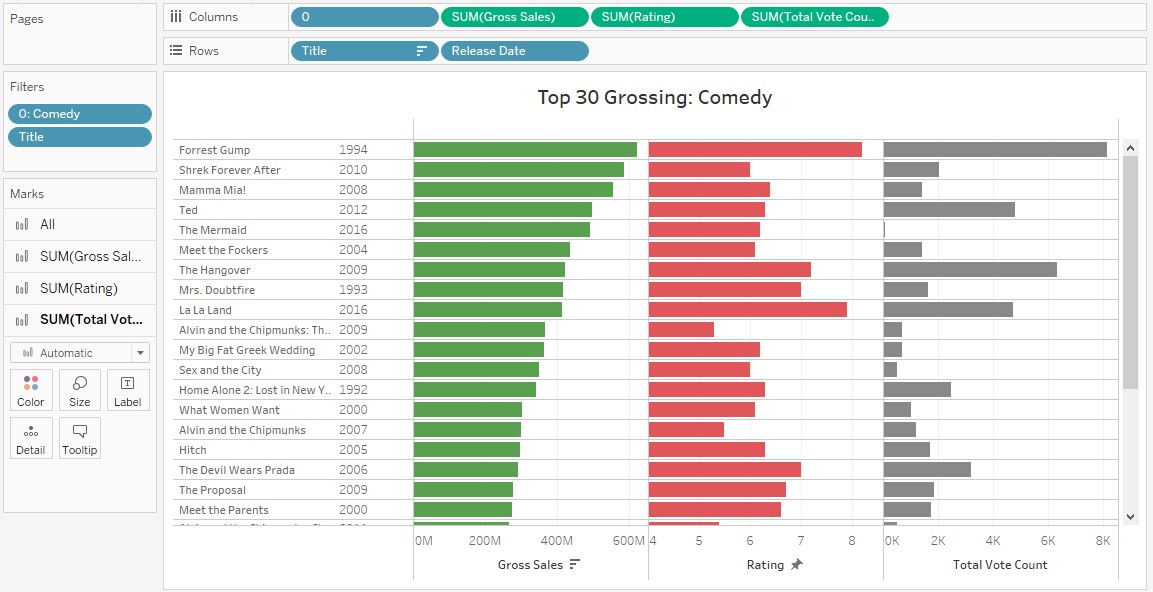 Pages
Columns
0
SUM(Gross Sales)
SUM(Rating)
SUM(Total Vote Cou..
Rows
Title
Release Date
Filters
0: Comedy
Title
Marks
All
SUM(Gross Sal...
SUM(Rating)
SUM(Total Vot...
Automatic
Color
Size
T
Label
Detail
Tooltip
Top 30 Grossing: Comedy
Forrest Gump 1994
Shrek Forever After 2010
Mamma Mia! 2008
Ted 2012
The Mermaid 2016
Meet the Fockers 2004
The Hangover 2009
Mrs. Doubtfire 1993
La La Land 2016
Alvin and the Chipmunks: Th.. 2009
My Big Fat Greek Wedding 2002
Sex and the City 2008
Home Alone 2: Lost in New Y.. 1992
What Women Want 2000
Alvin and the Chipmunks 2007
Hitch 2005
The Devil Wears Prada 2006
The Proposal 2009
Meet the Parents 2000
0M 200M 400M 600M 4 5 6 7 8 0K 2K 4K 6K 8K
Gross Sales Rating Total Vote Count